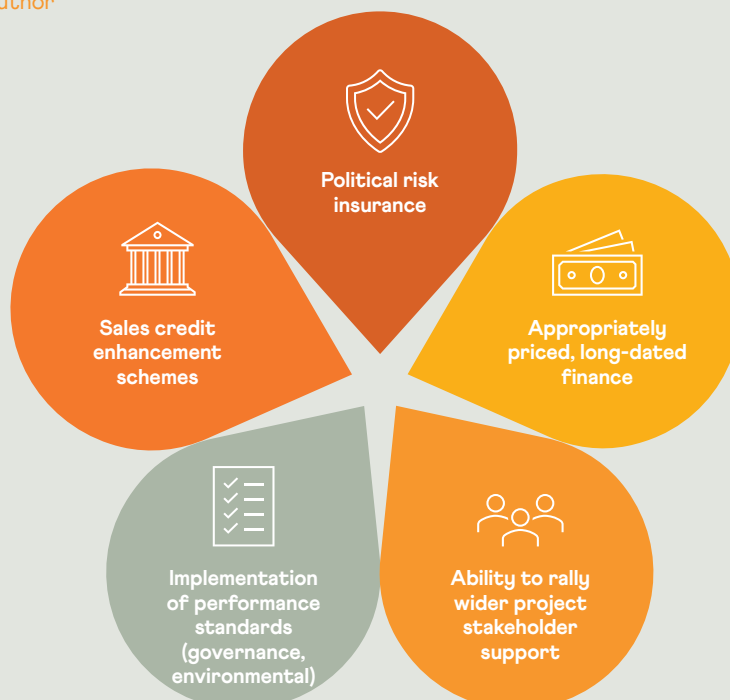 uthor
Political risk
insurance
Sales credit
enhancement
schemes
Appropriately
priced, long-dated
finance
Implementation
of performance
standards
(governance,
environmental)
Ability to rally
wider project
stakeholder
support